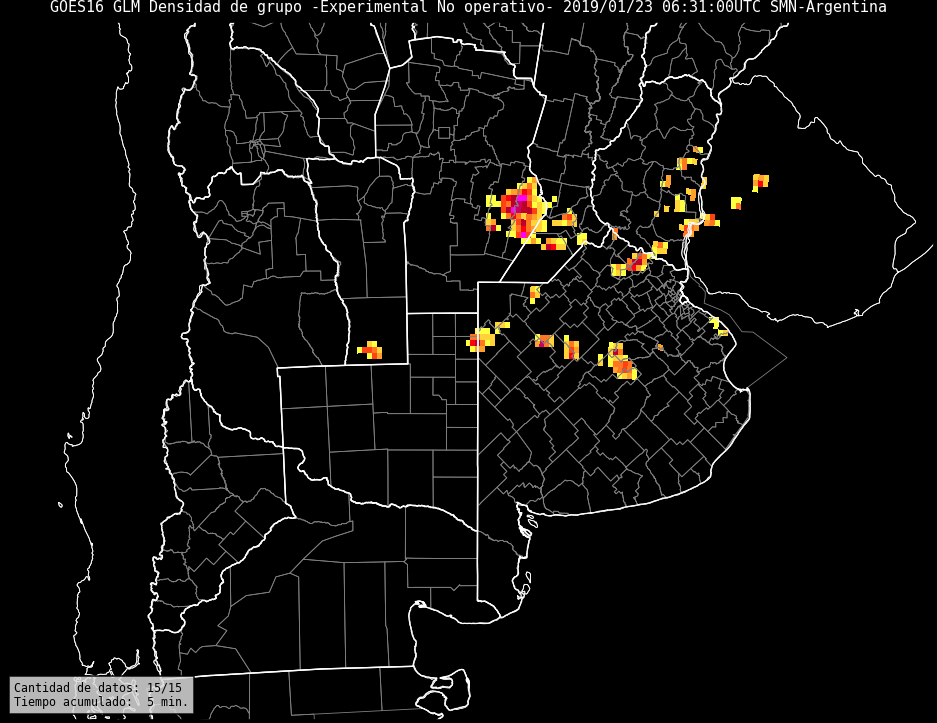 GOES16 GLM Densidad de grupo -Experimental No operativo- 2019/01/23 06:31:00UTC SMN-Argentina
Cantidad de datos: 15/15
Tiempo acumulado:  5 min.